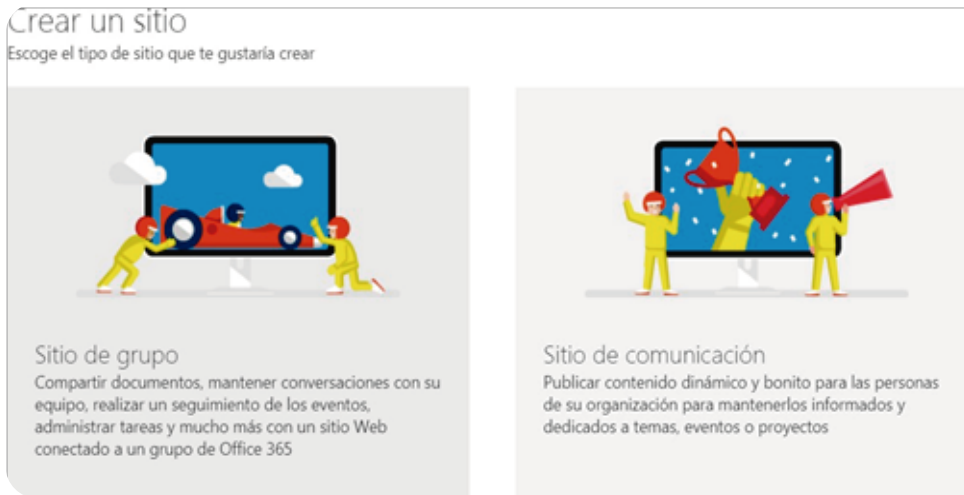 Crear un sitio
Escoge el tipo de sitio que te gustaría crear
Sitio de grupo
Compartir documentos, mantener conversaciones con su
equipo, realizar un seguimiento de los eventos,
administrar tareas y mucho más con un sitio Web
conectado a un grupo de Office 365
Sitio de comunicación
Publicar contenido dinámico y bonito para las personas
de su organización para mantenerlos informados y
dedicados a temas, eventos o proyectos